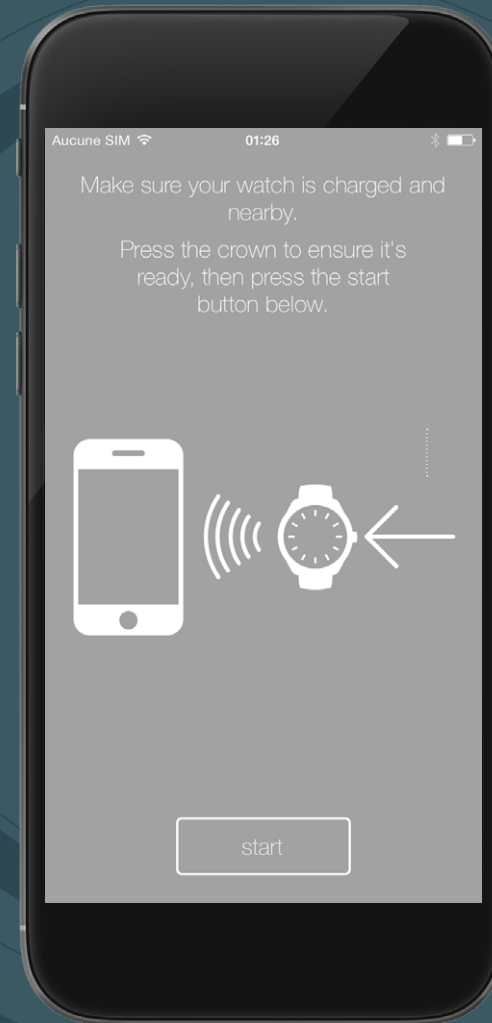 Aucune SIM 01:26
Make sure your watch is charged and
nearby.
Press the crown to ensure it's
ready, then press the start
button below.
start